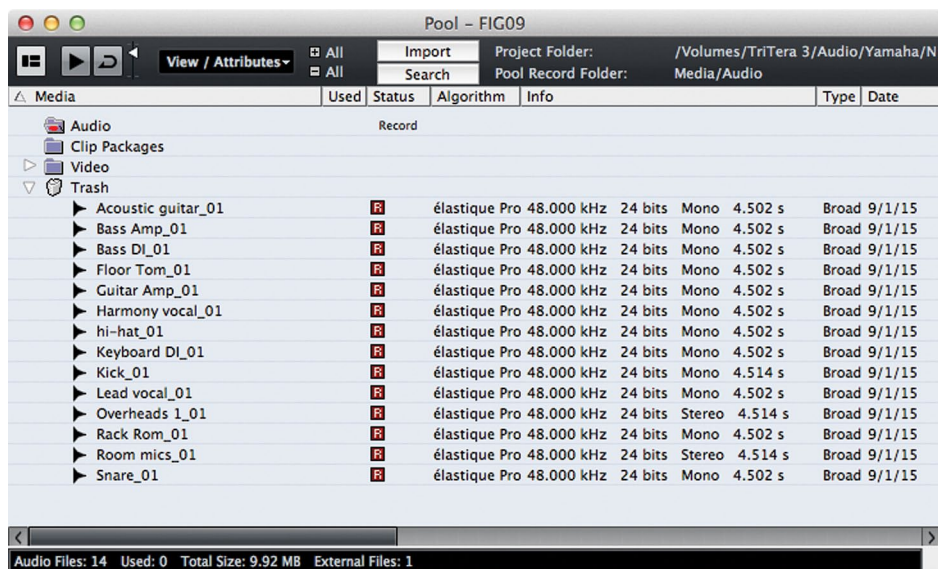 Pool - FIG09
View / Attributes
All
All
Import
Search
Project Folder: /Volumes/TriTera 3/Audio/Yamaha/N
Pool Record Folder: Media/Audio
Media Used Status Algorithm Info Type Date
Audio Record
Clip Packages
Video
Trash
Acoustic guitar_01 R élastique Pro 48.000 kHz 24 bits Mono 4.502 s Broad 9/1/15
Bass Amp_01 R élastique Pro 48.000 kHz 24 bits Mono 4.502 s Broad 9/1/15
Bass DI_01 R élastique Pro 48.000 kHz 24 bits Mono 4.502 s Broad 9/1/15
Floor Tom_01 R élastique Pro 48.000 kHz 24 bits Mono 4.502 s Broad 9/1/15
Guitar Amp_01 R élastique Pro 48.000 kHz 24 bits Mono 4.502 s Broad 9/1/15
Harmony vocal_01 R élastique Pro 48.000 kHz 24 bits Mono 4.502 s Broad 9/1/15
hi-hat_01 R élastique Pro 48.000 kHz 24 bits Mono 4.502 s Broad 9/1/15
Keyboard DI_01 R élastique Pro 48.000 kHz 24 bits Mono 4.502 s Broad 9/1/15
Kick_01 R élastique Pro 48.000 kHz 24 bits Mono 4.514 s Broad 9/1/15
Lead vocal_01 R élastique Pro 48.000 kHz 24 bits Mono 4.502 s Broad 9/1/15
Overheads 1_01 R élastique Pro 48.000 kHz 24 bits Stereo 4.514 s Broad 9/1/15
Rack Rom_01 R élastique Pro 48.000 kHz 24 bits Mono 4.502 s Broad 9/1/15
Room mics_01 R élastique Pro 48.000 kHz 24 bits Stereo 4.514 s Broad 9/1/15
Snare_01 R élastique Pro 48.000 kHz 24 bits Mono 4.502 s Broad 9/1/15
Audio Files: 14 Used: 0 Total Size: 9.92 MB External Files: 1